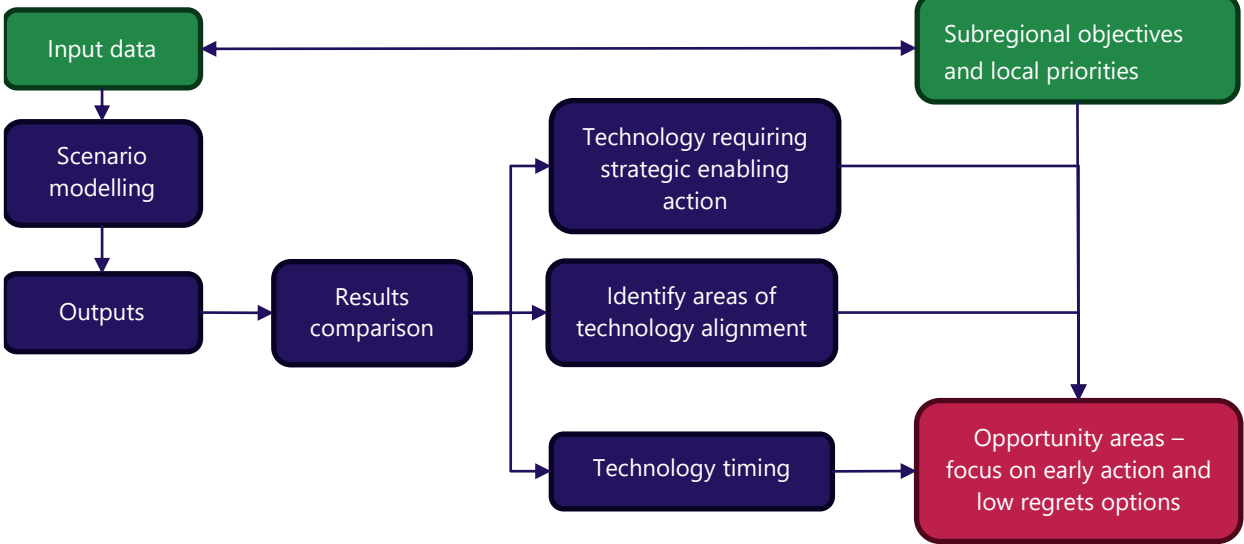 Input data
Subregional objectives
and local priorities
Scenario
modelling
Technology requiring
strategic enabling
action
Outputs
Results
comparison
Identify areas of
technology alignment
Technology timing
Opportunity areas –
focus on early action and
low regrets options